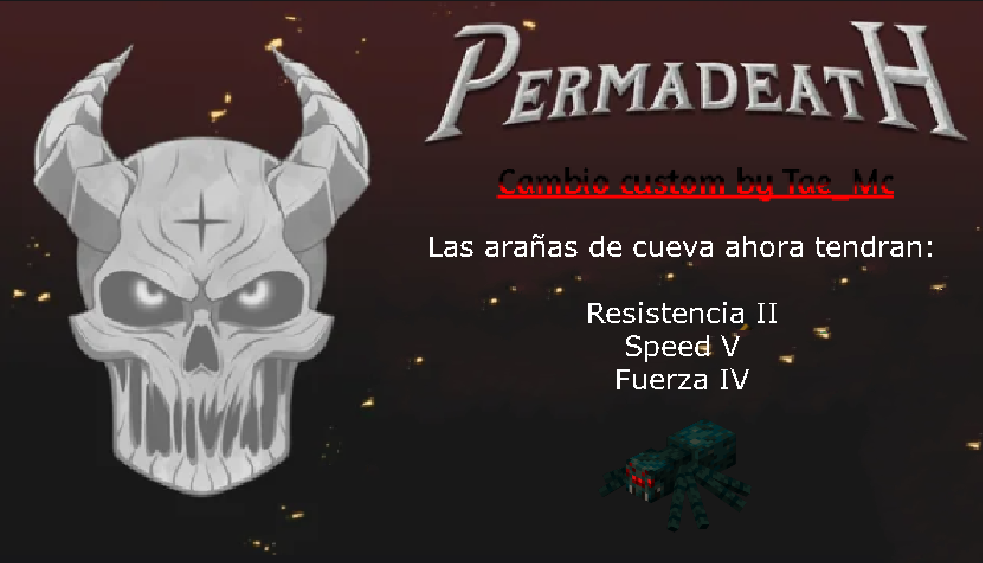 PERMADEATH
Cambio custom by Tae_Mc
Las arañas de cueva ahora tendran:
Resistencia II
Speed V
Fuerza IV